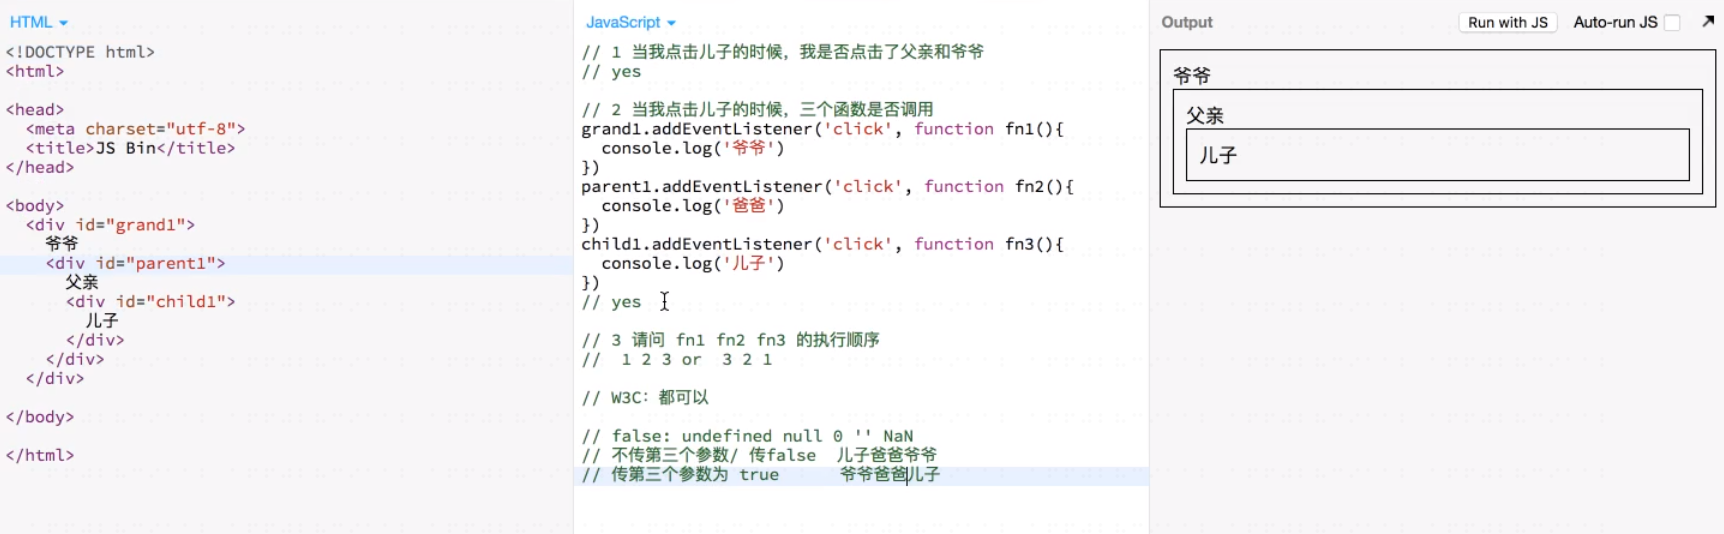 HTML
<!DOCTYPE html>
<html>
<head>
<meta charset="utf-8">
<title>JS Bin</title>
</head>
<body>
<div id="grand1">
爷爷
<div id="parent1">
父亲
<div id="child1">
儿子
</div>
</div>
</div>
</body>
</html>
JavaScript
// 1 当我点击儿子的时候，我是否点击了父亲和爷爷
// yes
// 2 当我点击儿子的时候，三个函数是否调用
grand1.addEventListener('click', function fn1(){
console.log('爷爷')
})
parent1.addEventListener('click', function fn2(){
console.log('爸爸')
})
child1.addEventListener('click', function fn3(){
console.log('儿子')
})
// yes
// 3 请问 fn1 fn2 fn3 的执行顺序
// 1 2 3 or 3 2 1
// W3C: 都可以
// false: undefined null 0 '' NaN
// 不传第三个参数/ 传false 儿子爸爸爷爷
// 传第三个参数为 true 爷爷爸爸儿子
Output
Run with JS
Auto-run JS
爷爷
父亲
儿子